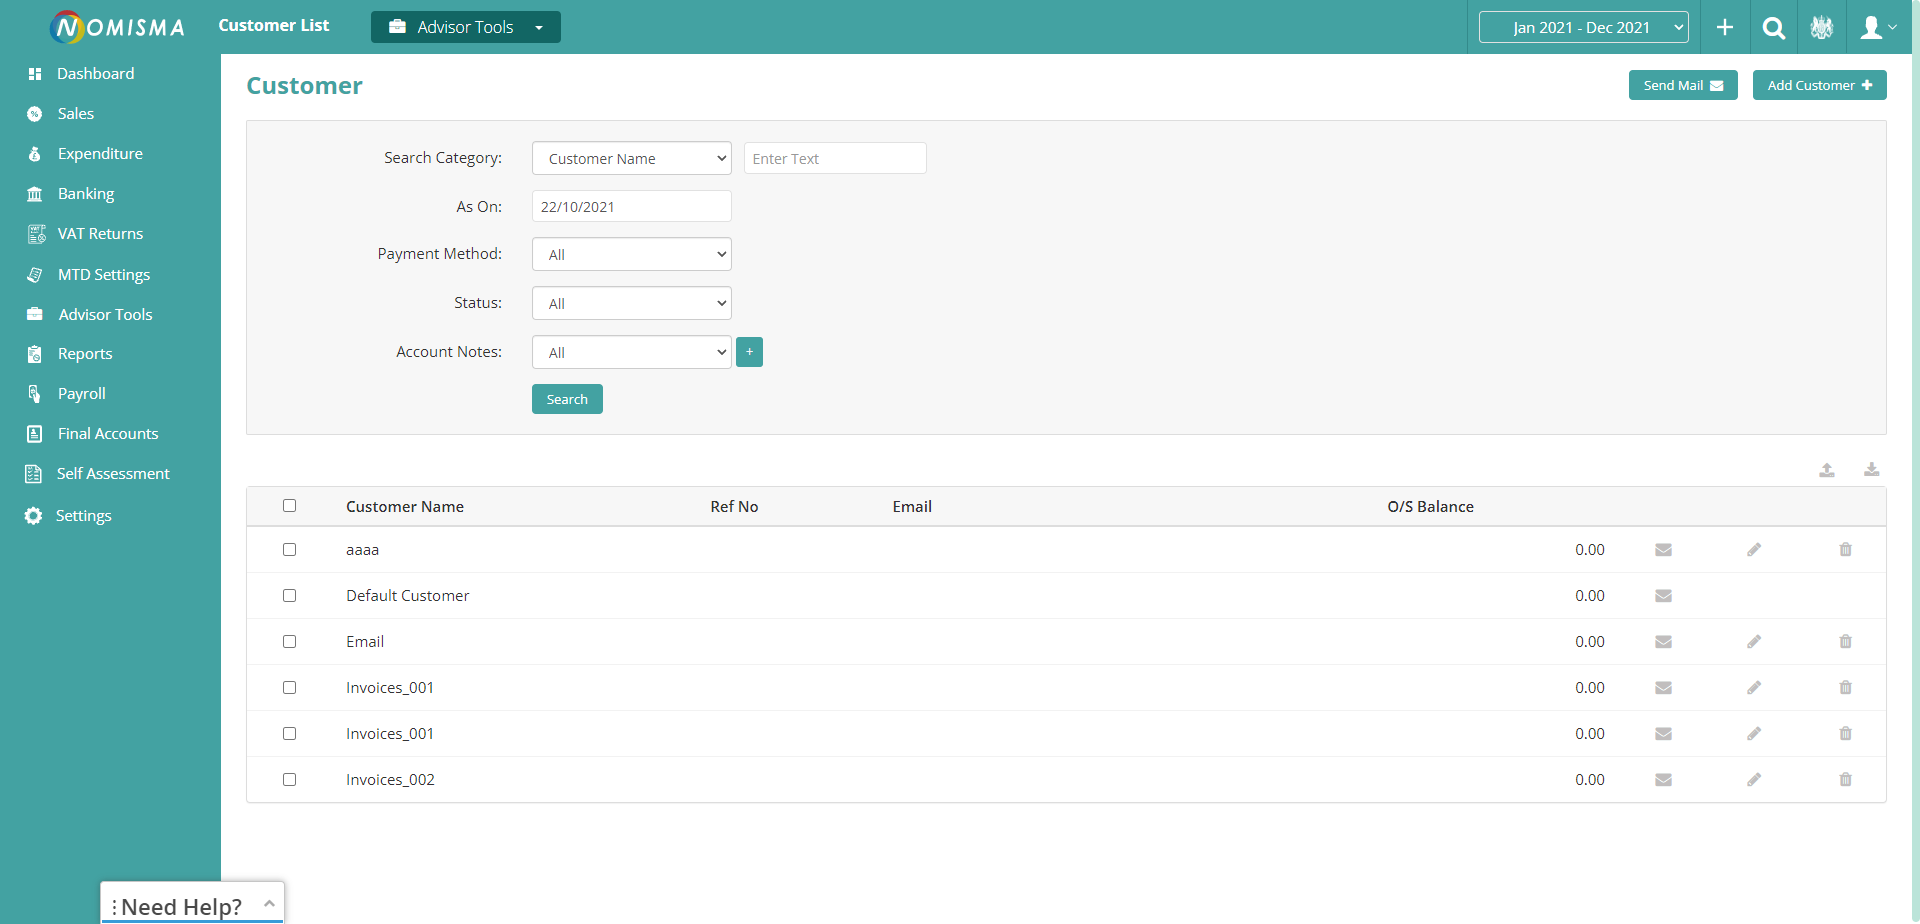 NOMISMA
Customer List
Advisor Tools
Jan 2021 - Dec 2021
Dashboard
Sales
Expenditure
Banking
VAT Returns
MTD Settings
Advisor Tools
Reports
Payroll
Final Accounts
Self Assessment
Settings
Customer
Send Mail
Add Customer
Search Category: Customer Name Enter Text
As On: 22/10/2021
Payment Method: All
Status: All
Account Notes: All +
Search
Customer Name Ref No Email O/S Balance
aaaa 0.00
Default Customer 0.00
Email 0.00
Invoices_001 0.00
Invoices_001 0.00
Invoices_002 0.00
Need Help?